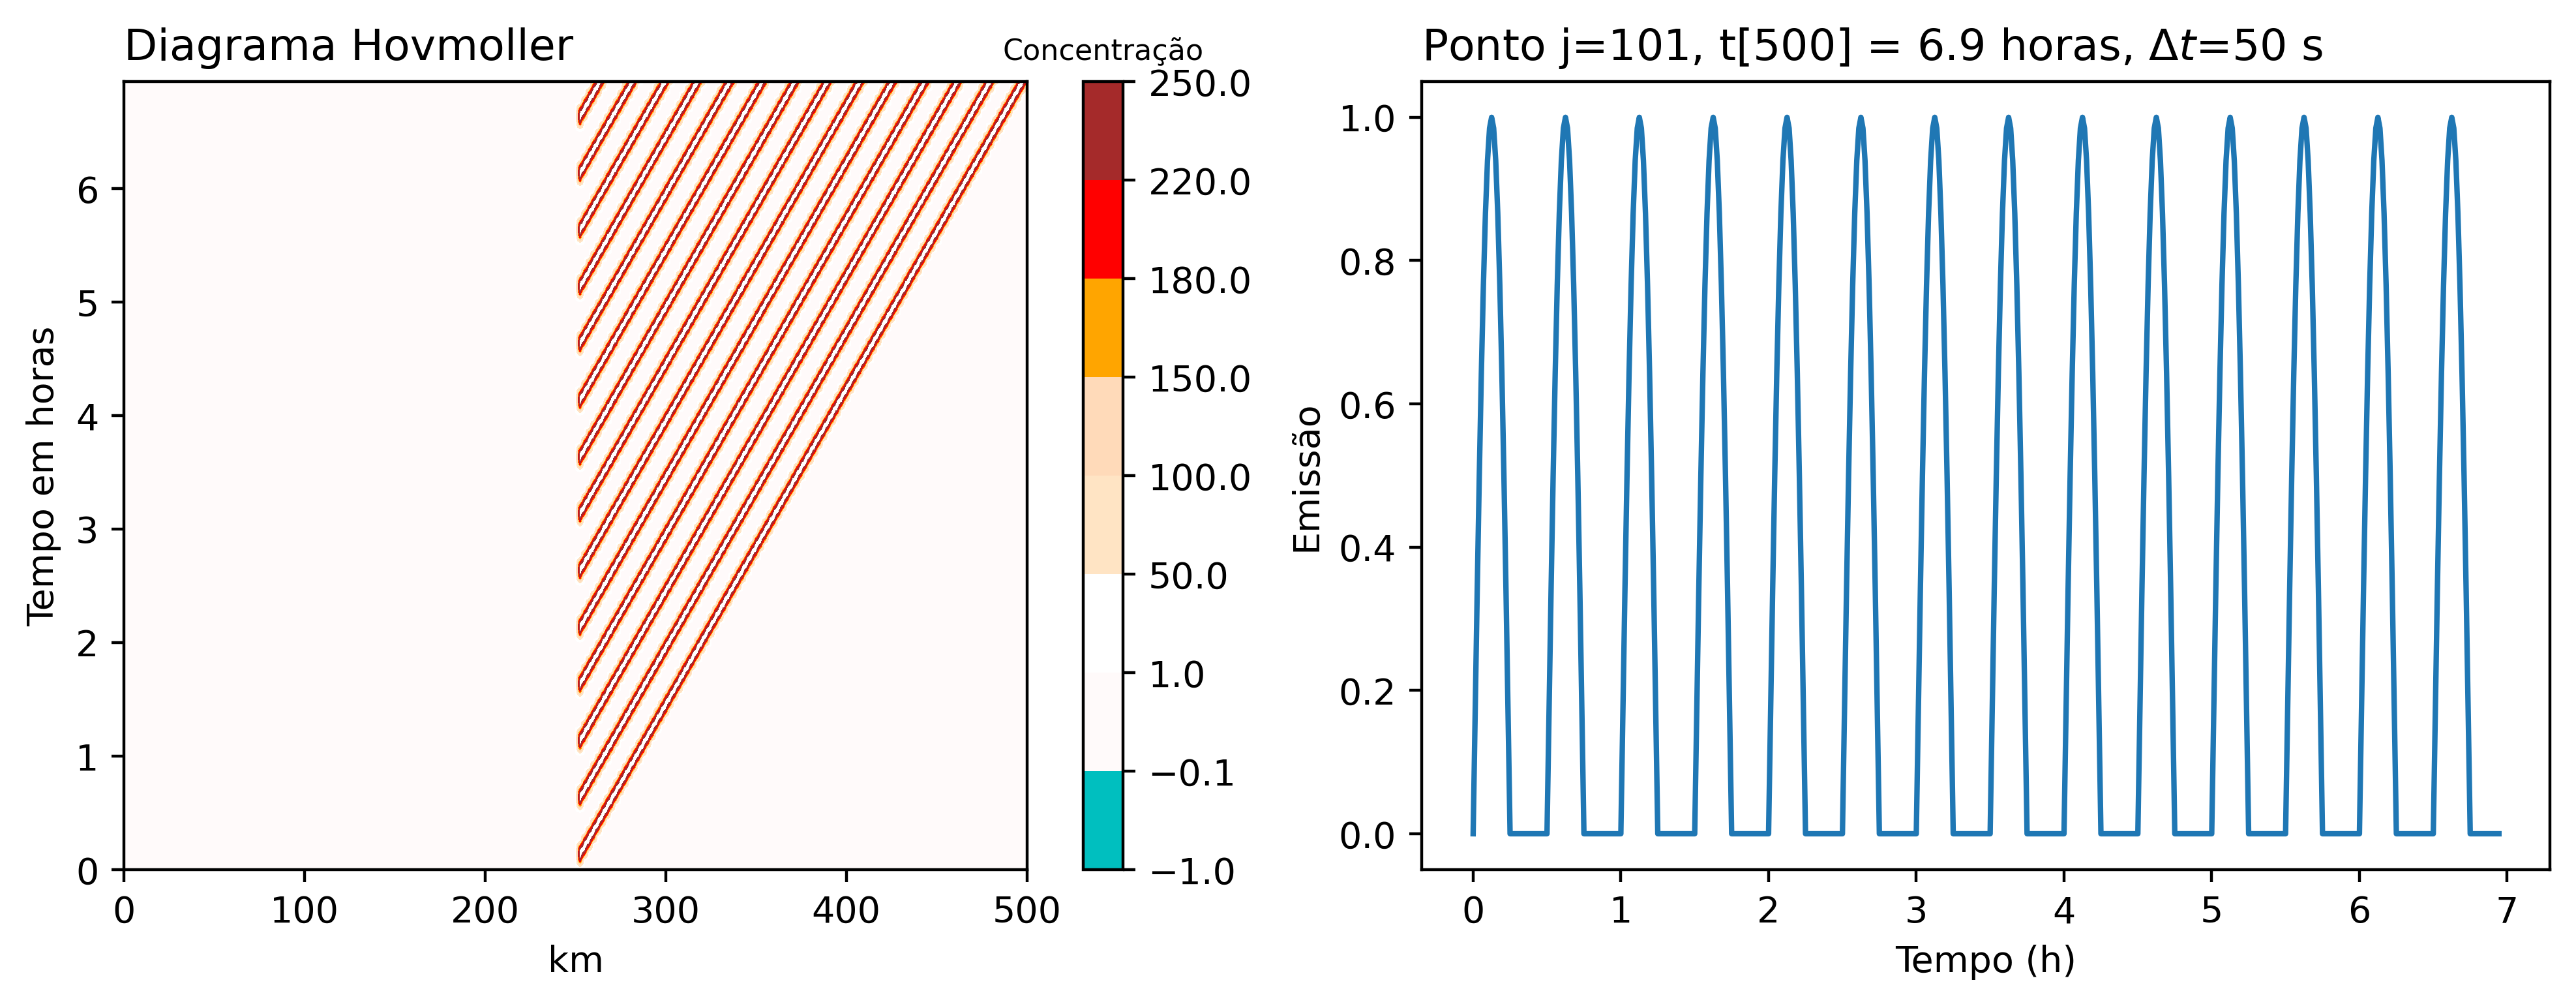 Diagrama Hovmoller
Concentração
Tempo em horas
6
5
4
3
2
1
0
0 100 200 300 400 500
km
250.0
220.0
180.0
150.0
100.0
50.0
1.0
−0.1
−1.0
Ponto j=101, t[500] = 6.9 horas, Δt=50 s
Emissão
1.0
0.8
0.6
0.4
0.2
0.0
0 1 2 3 4 5 6 7
Tempo (h)